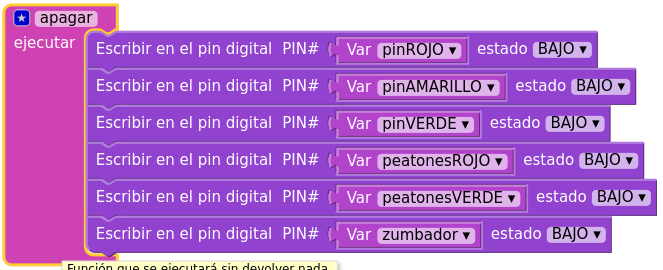 apagar
ejecutar
Escribir en el pin digital PIN# Var pinROJO ▾ estado BAJO ▾
Escribir en el pin digital PIN# Var pinAMARILLO ▾ estado BAJO ▾
Escribir en el pin digital PIN# Var pinVERDE ▾ estado BAJO ▾
Escribir en el pin digital PIN# Var peatonesROJO ▾ estado BAJO ▾
Escribir en el pin digital PIN# Var peatonesVERDE ▾ estado BAJO ▾
Escribir en el pin digital PIN# Var zumbador ▾ estado BAJO ▾
Función que se ejecutará sin devolver nada